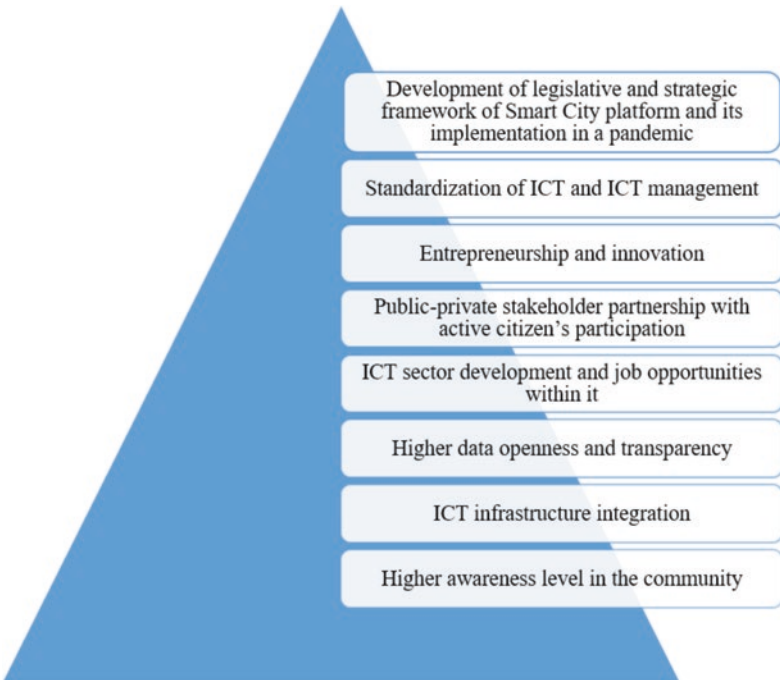 Development of legislative and strategic
framework of Smart City platform and its
implementation in a pandemic
Standardization of ICT and ICT management
Entrepreneurship and innovation
Public-private stakeholder partnership with
active citizen’s participation
ICT sector development and job opportunities
within it
Higher data openness and transparency
ICT infrastructure integration
Higher awareness level in the community